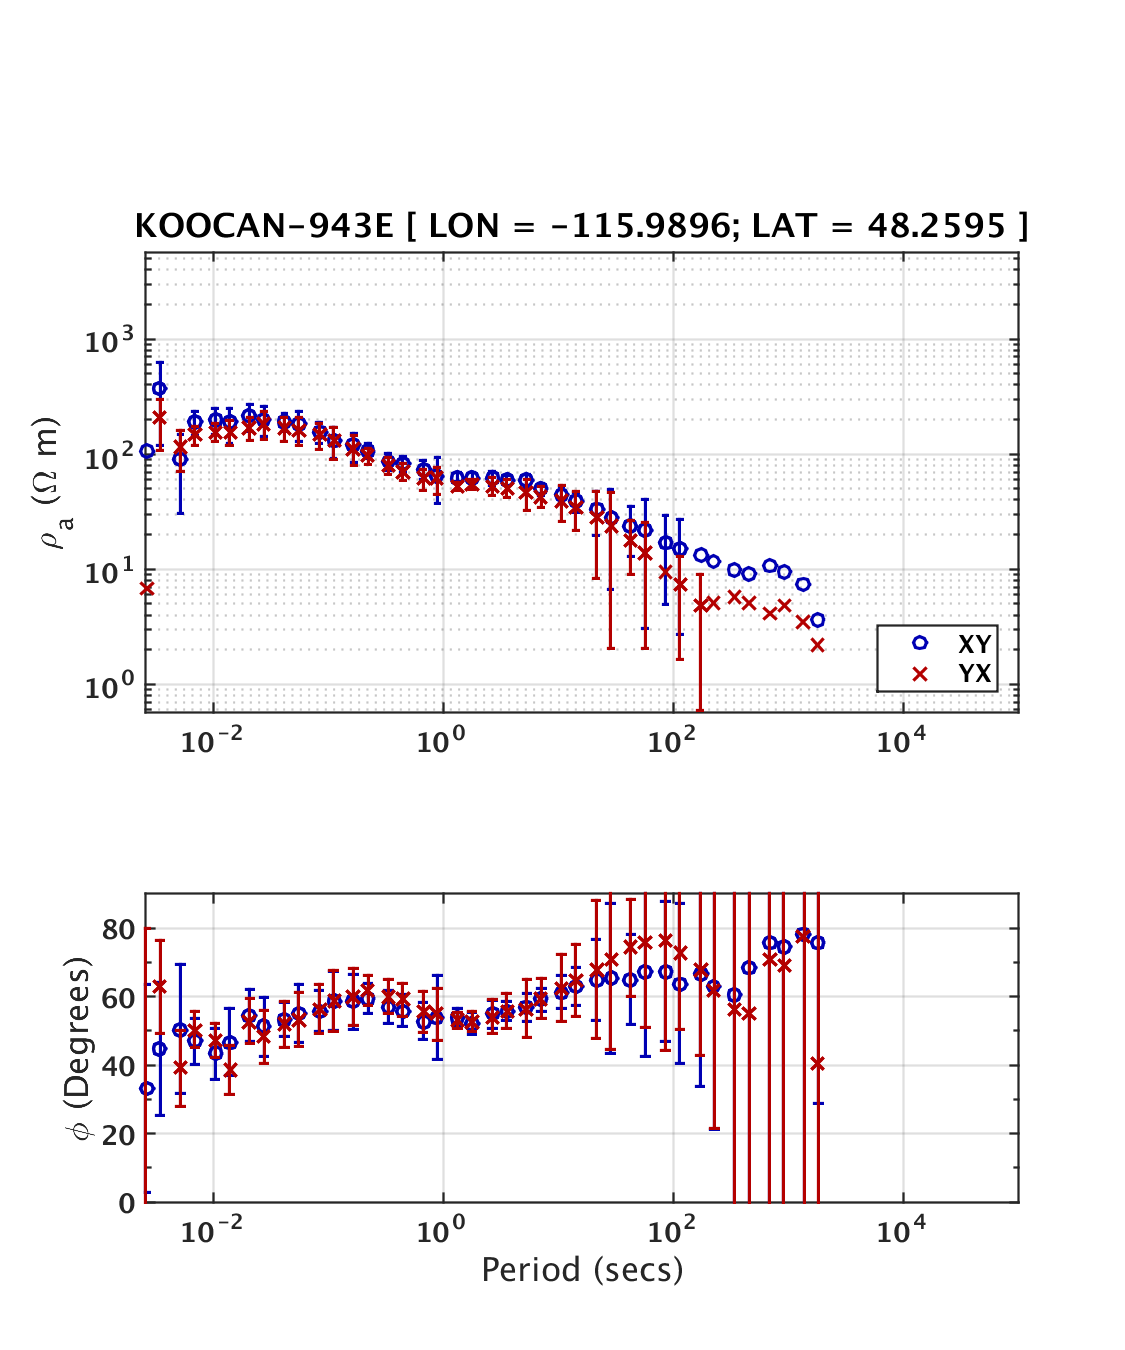 KOOCAN-943E [ LON = -115.9896; LAT = 48.2595 ]
ρₐ (Ω m)
10³
10²
10¹
10⁰
XY
YX
10⁻² 10⁰ 10² 10⁴
ϕ (Degrees)
80
60
40
20
0
10⁻² 10⁰ 10² 10⁴
Period (secs)